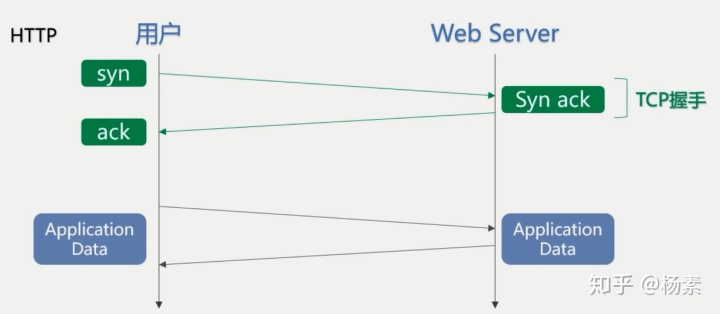 HTTP
用户
Web Server
syn
Syn ack
TCP握手
ack
Application
Data
Application
Data
知乎 @杨素